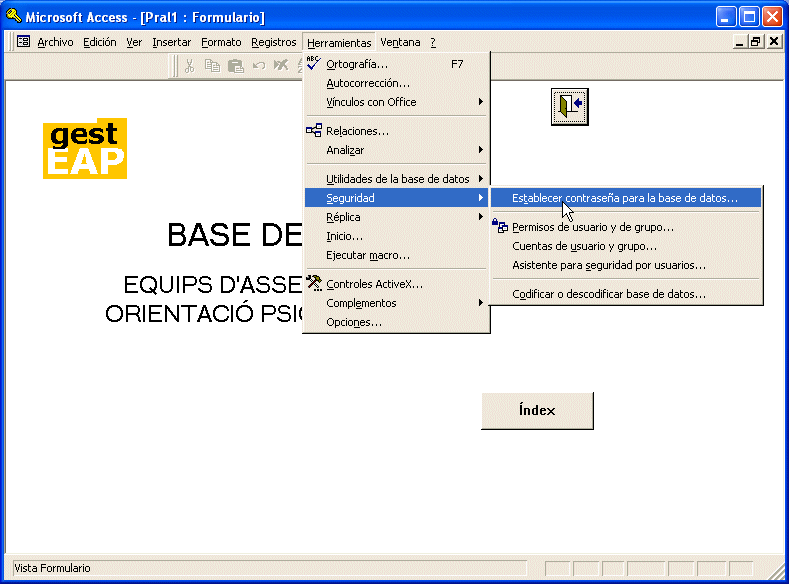 Microsoft Access - [Pral1 : Formulario]
Archivo Edición Ver Insertar Formato Registros Herramientas Ventana ?
Ortografía... F7
Autocorrección...
Vínculos con Office
Relaciones...
Analizar
Utilidades de la base de datos
Seguridad
Réplica
Inicio...
Ejecutar macro...
Controles ActiveX...
Complementos
Opciones...
Establecer contraseña para la base de datos...
Permisos de usuario y de grupo...
Cuentas de usuario y grupo...
Asistente para seguridad por usuarios...
Codificar o descodificar base de datos...
gest
EAP
BASE DE
EQUIPS D'ASSE
ORIENTACIÓ PSI
Índex
Vista Formulario